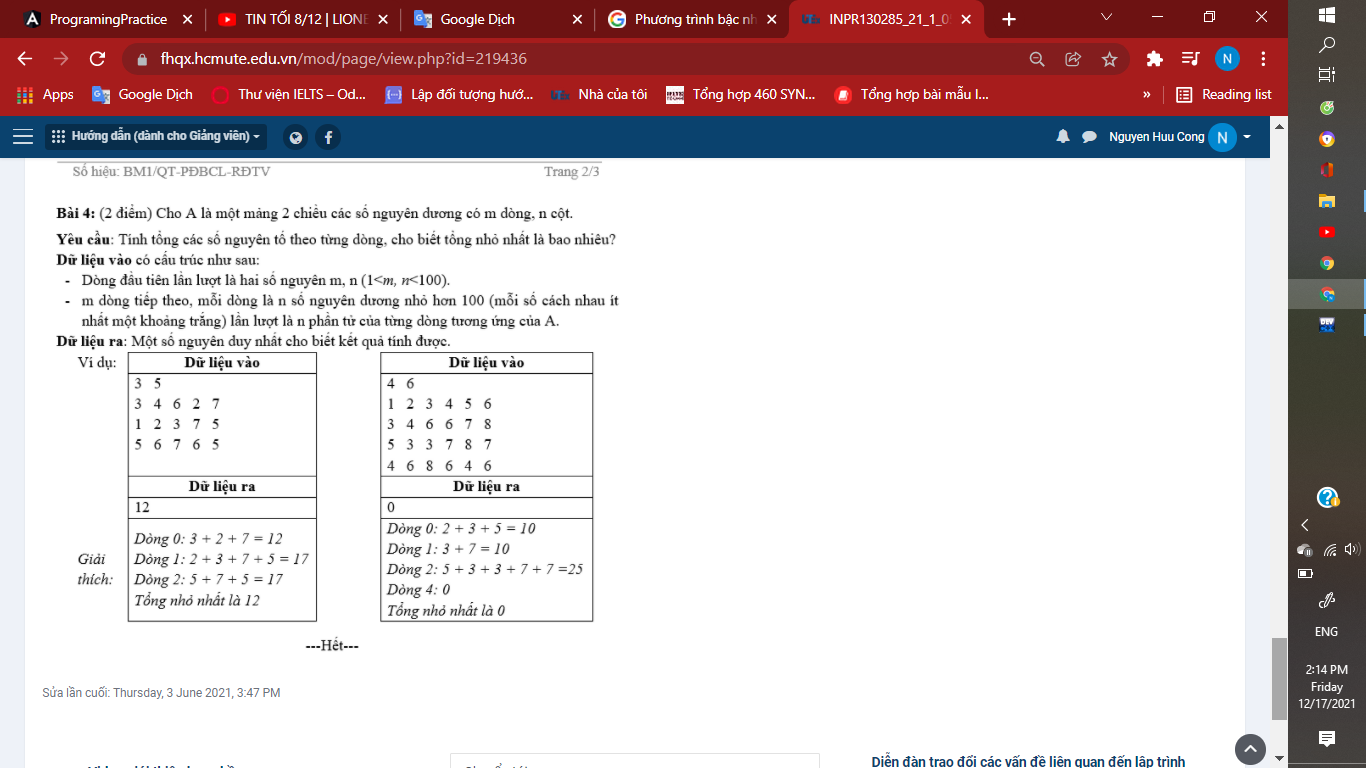 ProgramingPractice
TIN TỐI 8/12 | LIONE
Google Dịch
Phương trình bậc nh
INPR130285_21_1_0
fhqx.hcmute.edu.vn/mod/page/view.php?id=219436
N
Apps
Google Dịch
Thư viện IELTS – Od...
Lập đối tượng hướ...
Nhà của tôi
Tổng hợp 460 SYN...
Tổng hợp bài mẫu I...
»
Reading list
Hướng dẫn (dành cho Giảng viên)
Nguyen Huu Cong
N
Số hiệu: BM1/QT-PĐBCL-RĐTV Trang 2/3
Bài 4: (2 điểm) Cho A là một mảng 2 chiều các số nguyên dương có m dòng, n cột.
Yêu cầu: Tính tổng các số nguyên tố theo từng dòng, cho biết tổng nhỏ nhất là bao nhiêu?
Dữ liệu vào có cấu trúc như sau:
- Dòng đầu tiên lần lượt là hai số nguyên m, n (1<m, n<100).
- m dòng tiếp theo, mỗi dòng là n số nguyên dương nhỏ hơn 100 (mỗi số cách nhau ít
nhất một khoảng trắng) lần lượt là n phần tử của từng dòng tương ứng của A.
Dữ liệu ra: Một số nguyên duy nhất cho biết kết quả tính được.
Ví dụ:
Dữ liệu vào
3 5
3 4 6 2 7
1 2 3 7 5
5 6 7 6 5
Dữ liệu ra
12
Giải
thích:
Dòng 0: 3 + 2 + 7 = 12
Dòng 1: 2 + 3 + 7 + 5 = 17
Dòng 2: 5 + 7 + 5 = 17
Tổng nhỏ nhất là 12
Dữ liệu vào
4 6
1 2 3 4 5 6
3 4 6 6 7 8
5 3 3 7 8 7
4 6 8 6 4 6
Dữ liệu ra
0
Dòng 0: 2 + 3 + 5 = 10
Dòng 1: 3 + 7 = 10
Dòng 2: 5 + 3 + 3 + 7 + 7 =25
Dòng 4: 0
Tổng nhỏ nhất là 0
---Hết---
Sửa lần cuối: Thursday, 3 June 2021, 3:47 PM
Diễn đàn trao đổi các vấn đề liên quan đến lập trình
ENG
2:14 PM
Friday
12/17/2021